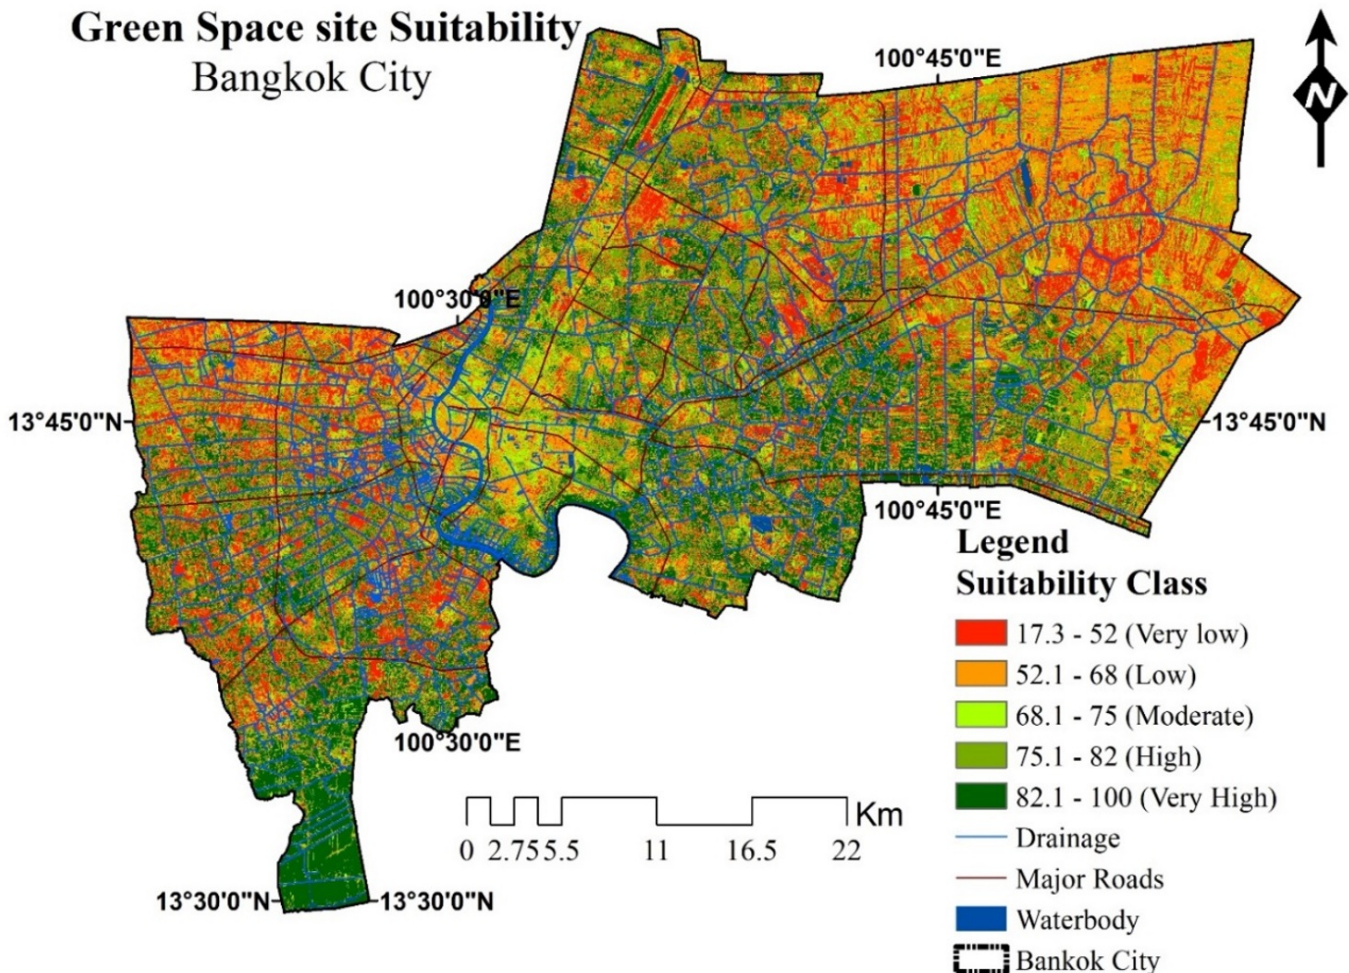 Green Space site Suitability
Bangkok City
100°45'0"E
N
100°30'0"E
13°45'0"N
13°45'0"N
100°45'0"E
Legend
Suitability Class
17.3 - 52 (Very low)
52.1 - 68 (Low)
68.1 - 75 (Moderate)
75.1 - 82 (High)
82.1 - 100 (Very High)
Drainage
Major Roads
Waterbody
Bankok City
100°30'0"E
Km
0 2.75 5.5 11 16.5 22
13°30'0"N
13°30'0"N